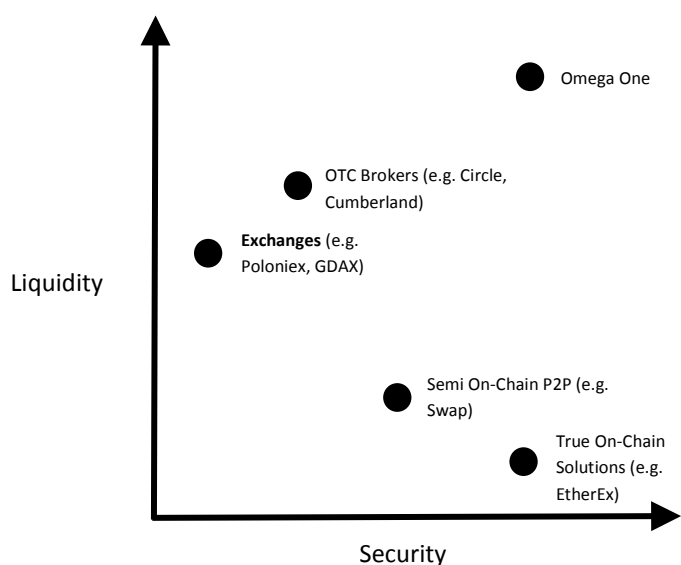 Omega One
OTC Brokers (e.g. Circle,
Cumberland)
Exchanges (e.g.
Poloniex, GDAX)
Liquidity
Semi On-Chain P2P (e.g.
Swap)
True On-Chain
Solutions (e.g.
EtherEx)
Security